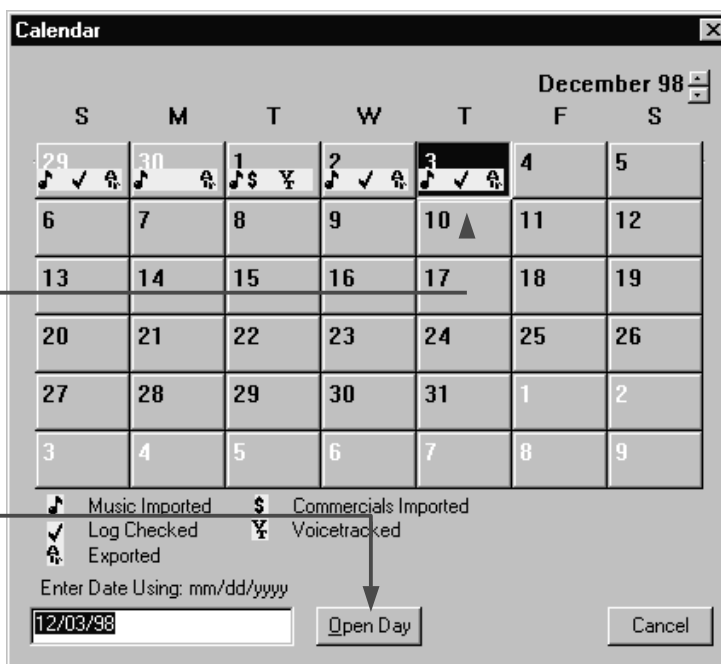 Calendar
December 98
S M T W T F S
29 30 1 2 3 4 5
6 7 8 9 10 11 12
13 14 15 16 17 18 19
20 21 22 23 24 25 26
27 28 29 30 31 1 2
3 4 5 6 7 8 9
Music Imported $ Commercials Imported
Log Checked Voicetracked
Exported
Enter Date Using: mm/dd/yyyy
12/03/98 Open Day Cancel